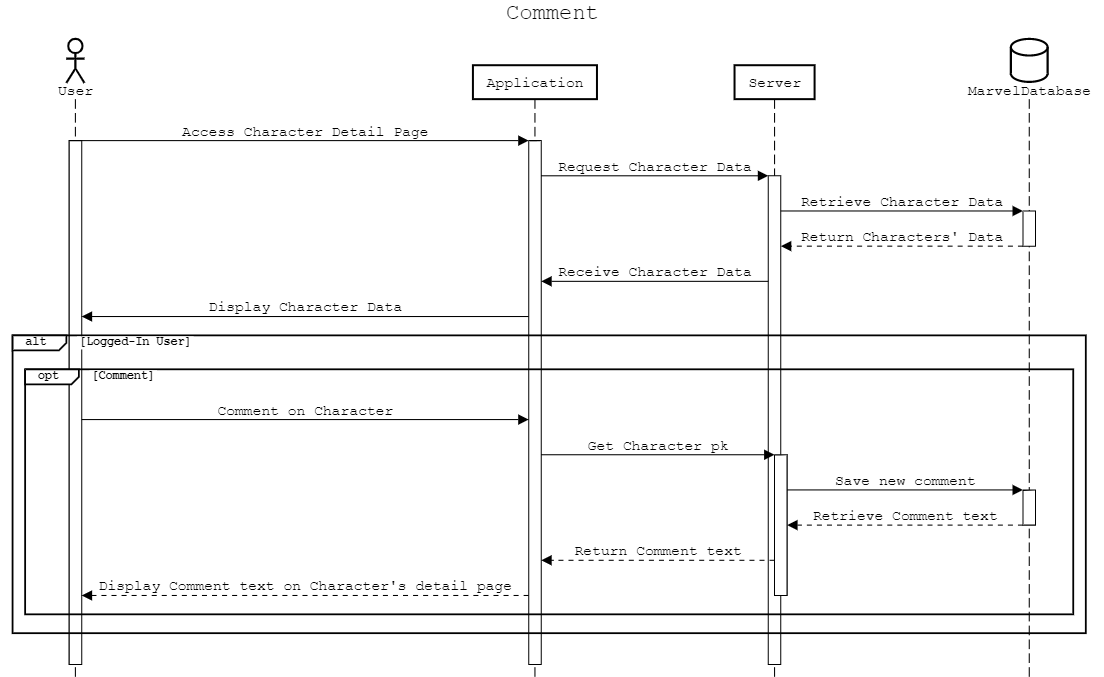 Comment
User
Application
Server
MarvelDatabase
Access Character Detail Page
Request Character Data
Retrieve Character Data
Return Characters' Data
Receive Character Data
Display Character Data
alt [Logged-In User]
opt [Comment]
Comment on Character
Get Character pk
Save new comment
Retrieve Comment text
Return Comment text
Display Comment text on Character's detail page